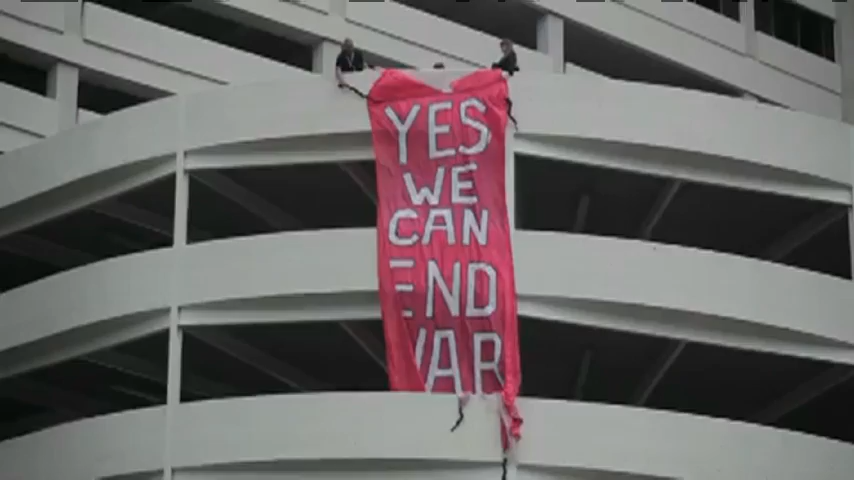 YES
WE
CAN
END
WAR